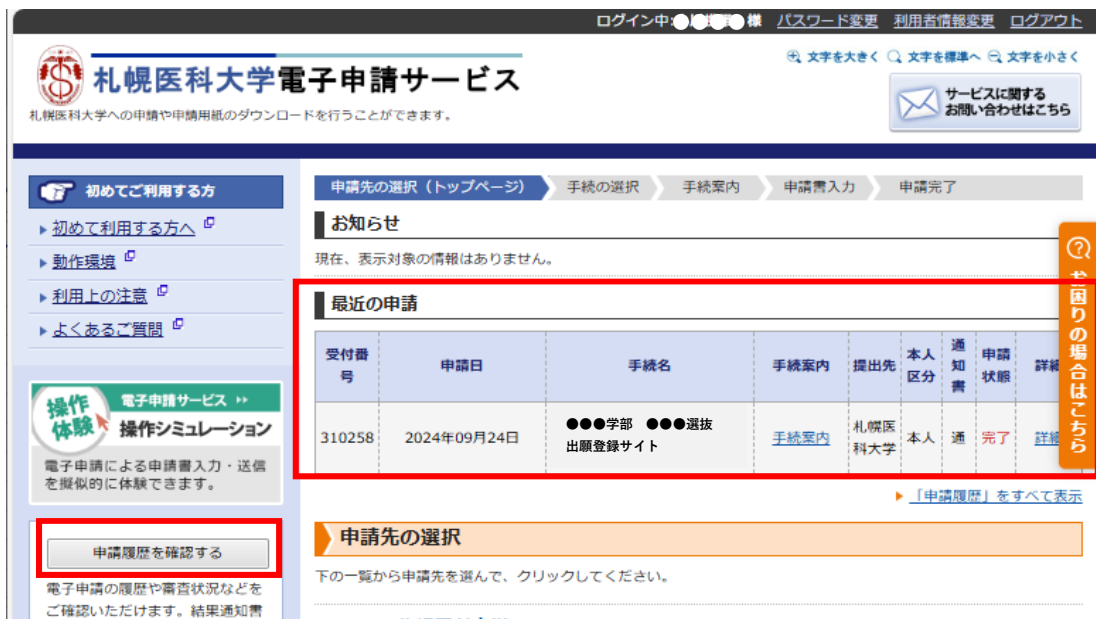 ログイン中: 様 パスワード変更 利用者情報変更 ログアウト
文字を大きく 文字を標準へ 文字を小さく
札幌医科大学電子申請サービス
札幌医科大学への申請や申請用紙のダウンロードを行うことができます。
サービスに関する
お問い合わせはこちら
初めてご利用する方
初めて利用する方へ
動作環境
利用上の注意
よくあるご質問
操作
体験
電子申請サービス
操作シミュレーション
電子申請による申請書入力・送信
を擬似的に体験できます。
申請履歴を確認する
電子申請の履歴や審査状況などを
ご確認いただけます。結果通知書
申請先の選択(トップページ) 手続の選択 手続案内 申請書入力 申請完了
お知らせ
現在、表示対象の情報はありません。
最近の申請
受付番号 申請日 手続名 手続案内 提出先 本人区分 通知書 申請状態 詳細
310258 2024年09月24日 ●●●学部 ●●●選抜 出願登録サイト 手続案内 札幌医科大学 本人 通 完了 詳細
「申請履歴」をすべて表示
申請先の選択
下の一覧から申請先を選んで、クリックしてください。
お困りの場合はこちら